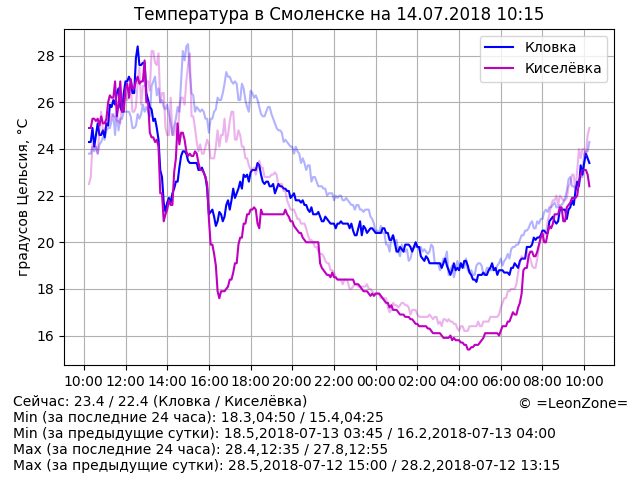 Температура в Смоленске на 14.07.2018 10:15
Кловка
Киселёвка
градусов Цельсия, °C
28
26
24
22
20
18
16
10:00 12:00 14:00 16:00 18:00 20:00 22:00 00:00 02:00 04:00 06:00 08:00 10:00
Сейчас: 23.4 / 22.4 (Кловка / Киселёвка)
© =LeonZone=
Min (за последние 24 часа): 18.3,04:50 / 15.4,04:25
Min (за предыдущие сутки): 18.5,2018-07-13 03:45 / 16.2,2018-07-13 04:00
Max (за последние 24 часа): 28.4,12:35 / 27.8,12:55
Max (за предыдущие сутки): 28.5,2018-07-12 15:00 / 28.2,2018-07-12 13:15